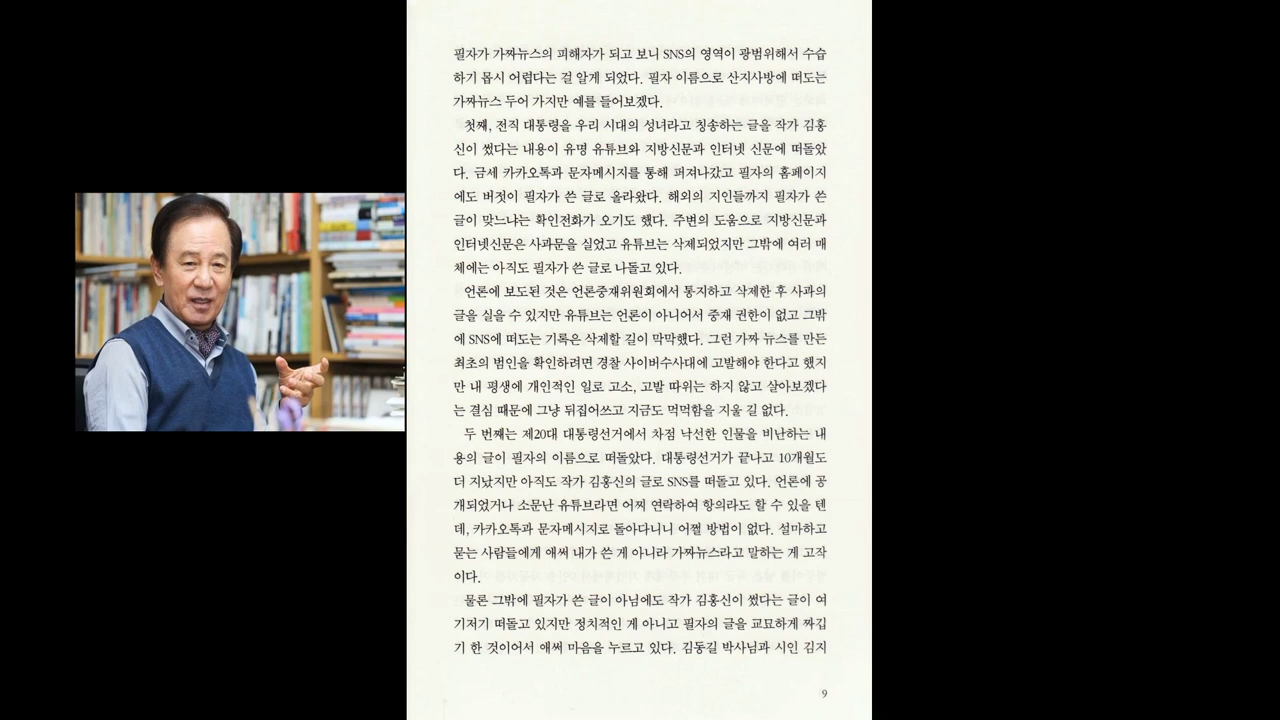 필자가 가짜뉴스의 피해자가 되고 보니 SNS의 영역이 광범위해서 수습
하기 몹시 어렵다는 걸 알게 되었다. 필자 이름으로 산지사방에 떠도는
가짜뉴스 두어 가지만 예를 들어보겠다.
첫째, 전직 대통령을 우리 시대의 성녀라고 칭송하는 글을 작가 김홍
신이 썼다는 내용이 유명 유튜브와 지방신문과 인터넷 신문에 떠돌았
다. 금세 카카오톡과 문자메시지를 통해 퍼져나갔고 필자의 홈페이지
에도 버젓이 필자가 쓴 글로 올라왔다. 해외의 지인들까지 필자가 쓴
글이 맞느냐는 확인전화가 오기도 했다. 주변의 도움으로 지방신문과
인터넷신문은 사과문을 실었고 유튜브는 삭제되었지만 그밖에 여러 매
체에는 아직도 필자가 쓴 글로 나돌고 있다.
언론에 보도된 것은 언론중재위원회에서 통지하고 삭제한 후 사과의
글을 실을 수 있지만 유튜브는 언론이 아니어서 중재 권한이 없고 그밖
에 SNS에 떠도는 기록은 삭제할 길이 막막했다. 그런 가짜 뉴스를 만든
최초의 범인을 확인하려면 경찰 사이버수사대에 고발해야 한다고 했지
만 내 평생에 개인적인 일로 고소, 고발 따위는 하지 않고 살아보겠다
는 결심 때문에 그냥 뒤집어쓰고 지금도 먹먹함을 지울 길 없다.
두 번째는 제20대 대통령선거에서 차점 낙선한 인물을 비난하는 내
용의 글이 필자의 이름으로 떠돌았다. 대통령선거가 끝나고 10개월도
더 지났지만 아직도 작가 김홍신의 글로 SNS를 떠돌고 있다. 언론에 공
개되었거나 소문난 유튜브라면 어찌 연락하여 항의라도 할 수 있을 텐
데, 카카오톡과 문자메시지로 돌아다니니 어쩔 방법이 없다. 설마하고
묻는 사람들에게 애써 내가 쓴 게 아니라 가짜뉴스라고 말하는 게 고작
이다.
물론 그밖에 필자가 쓴 글이 아님에도 작가 김홍신이 썼다는 글이 여
기저기 떠돌고 있지만 정치적인 게 아니고 필자의 글을 교묘하게 짜깁
기 한 것이어서 애써 마음을 누르고 있다. 김동길 박사님과 시인 김지
9